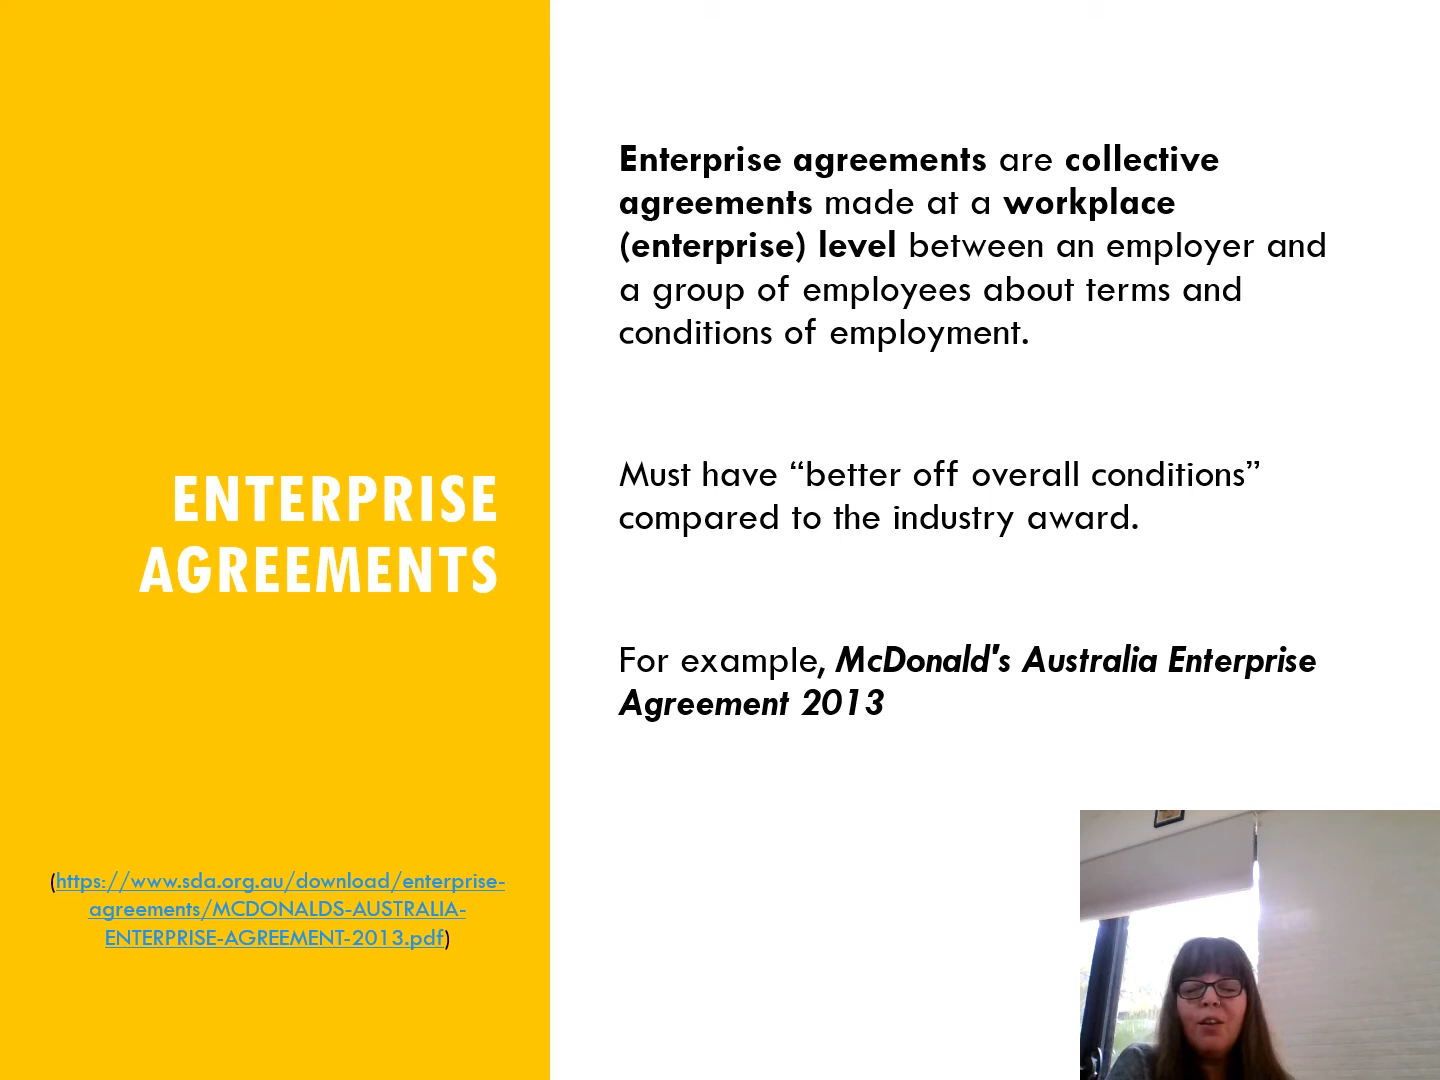 ENTERPRISE
AGREEMENTS
(https://www.sda.org.au/download/enterprise-
agreements/MCDONALDS-AUSTRALIA-
ENTERPRISE-AGREEMENT-2013.pdf)
Enterprise agreements are collective
agreements made at a workplace
(enterprise) level between an employer and
a group of employees about terms and
conditions of employment.
Must have “better off overall conditions”
compared to the industry award.
For example, McDonald's Australia Enterprise
Agreement 2013